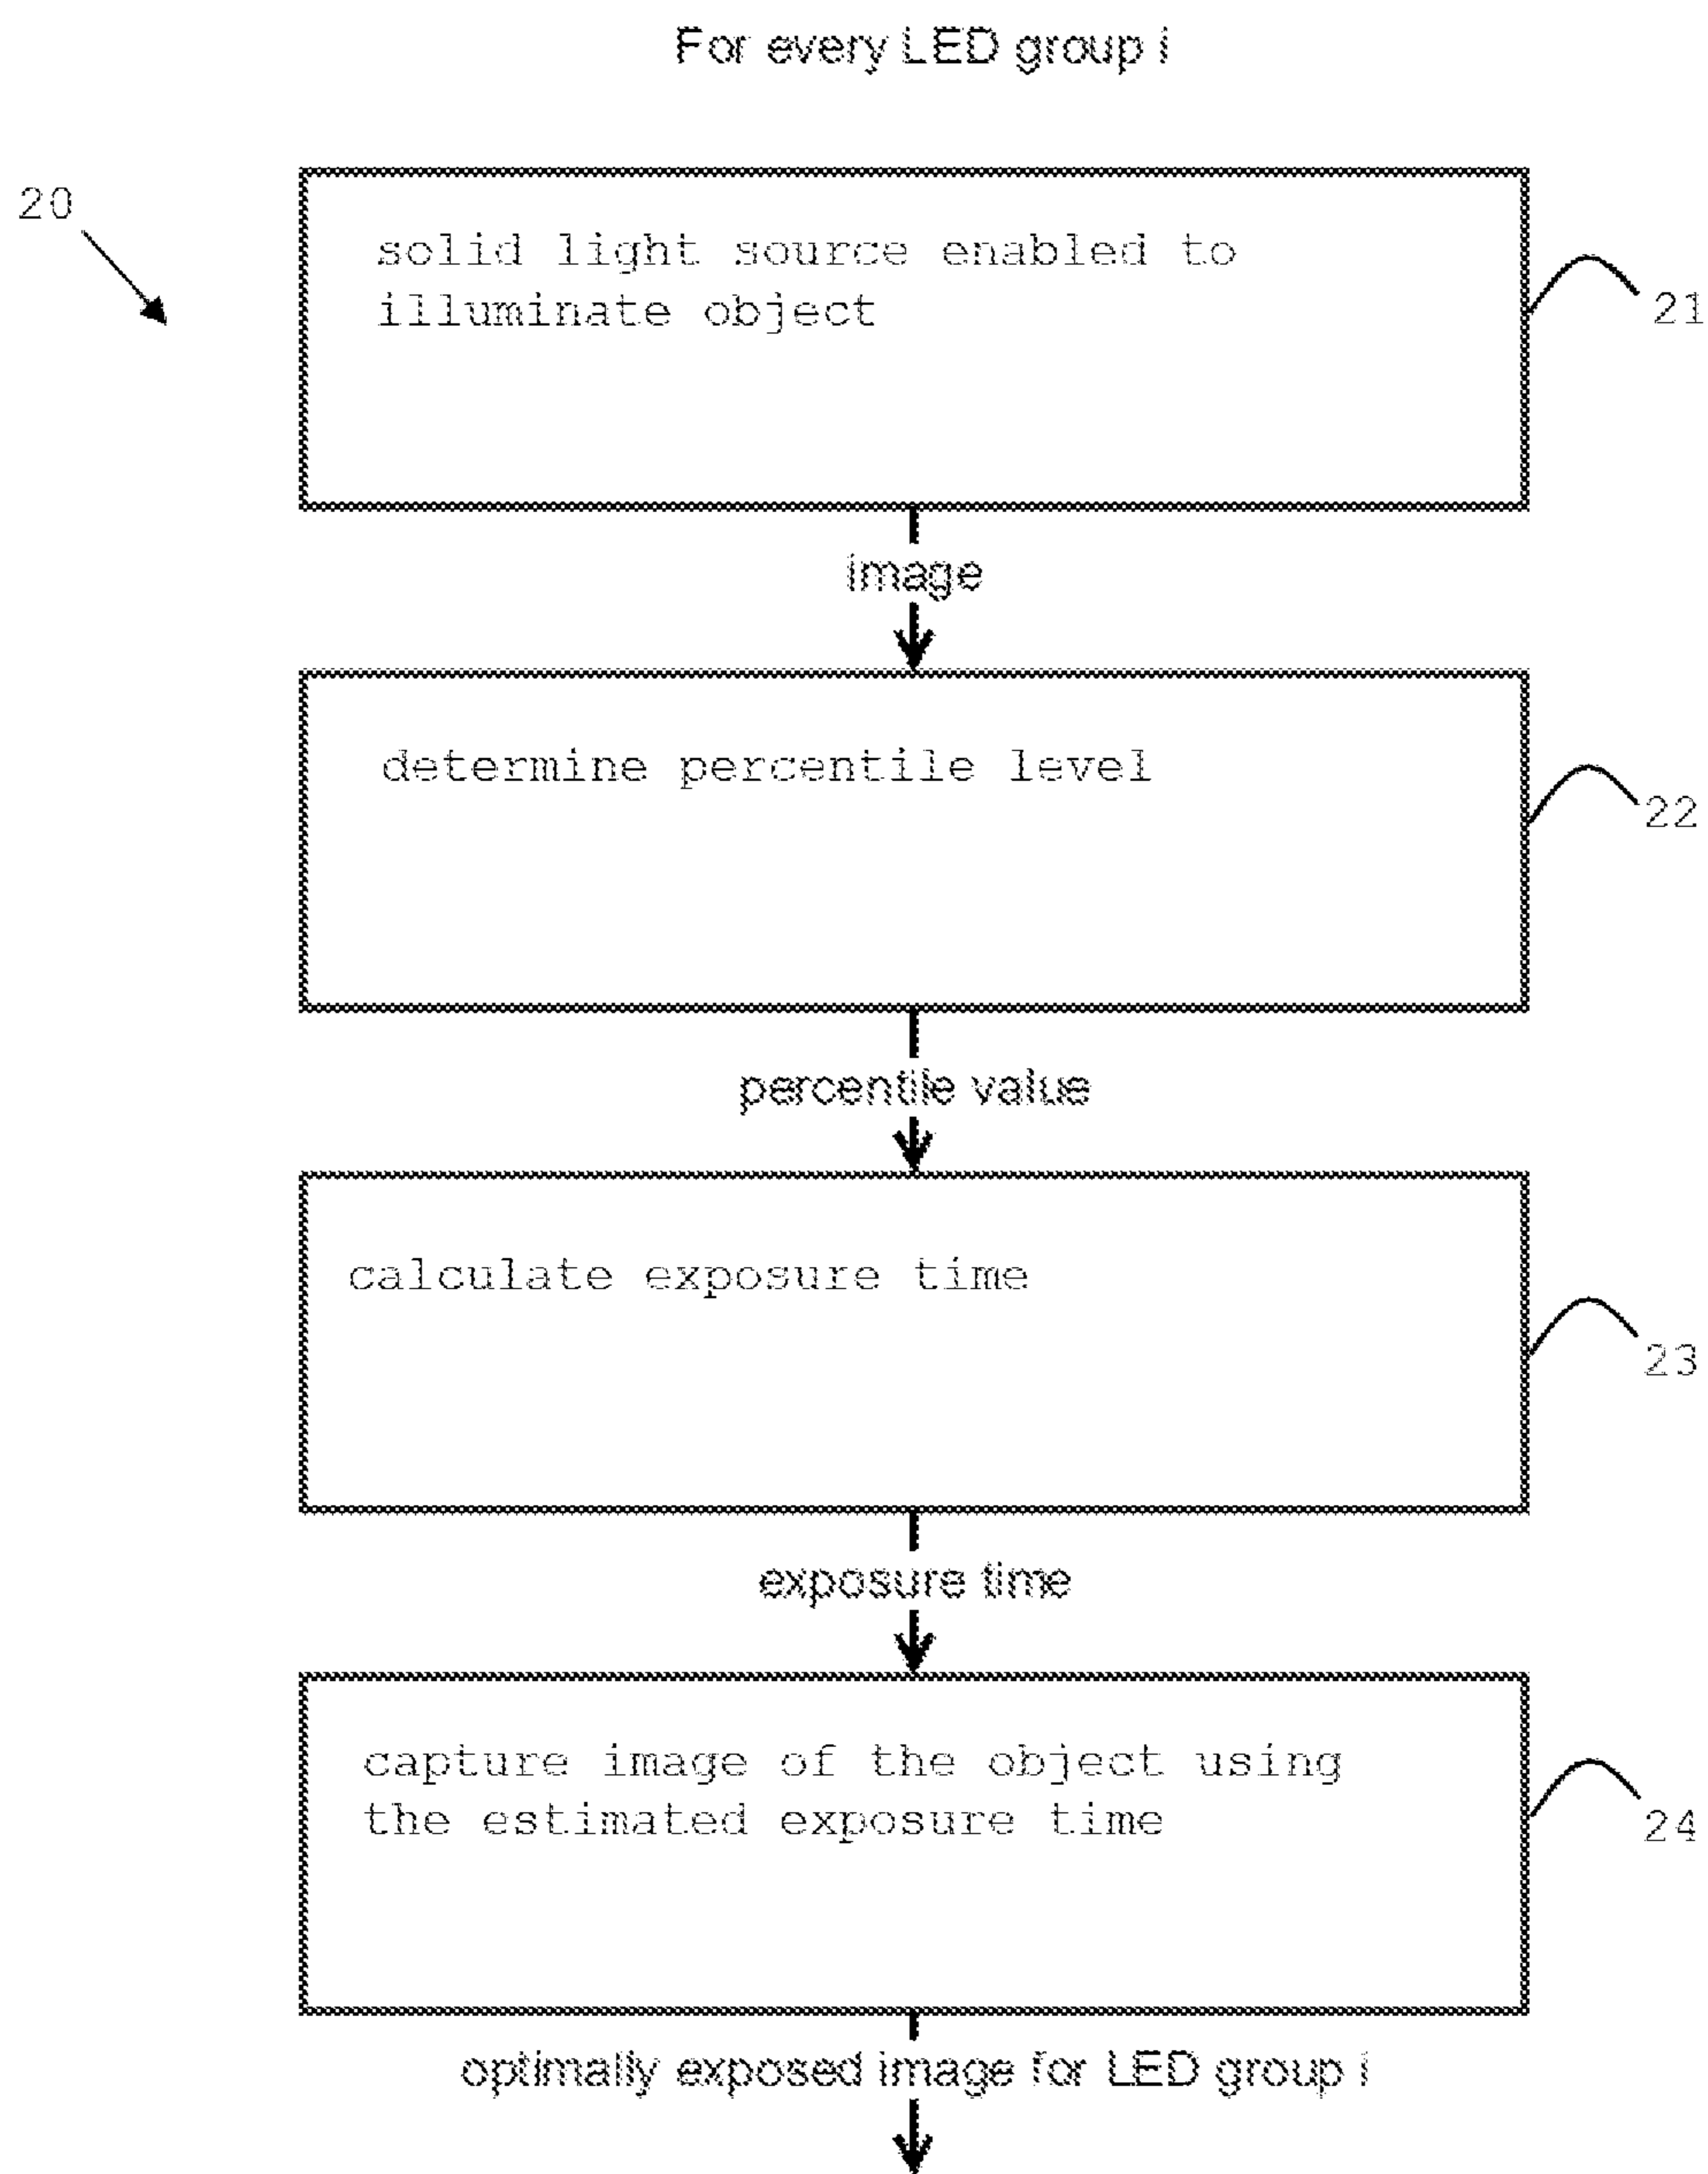 For every LED group i
20
solid light source enabled to
illuminate object
21
image
determine percentile level
22
percentile value
calculate exposure time
23
exposure time
capture image of the object using
the estimated exposure time
24
optimally exposed image for LED group i